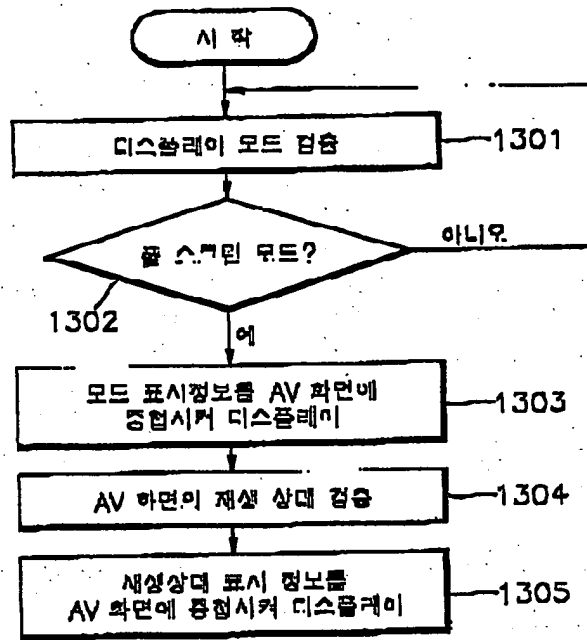 시 작
디스플레이 모드 검출
1301
풀 스크린 모드?
아니오
1302
예
모드 표시정보를 AV 화면에
중첩시켜 디스플레이
1303
AV 화면의 재생 상태 검출
1304
재생상태 표시 정보를
AV 화면에 중첩시켜 디스플레이
1305